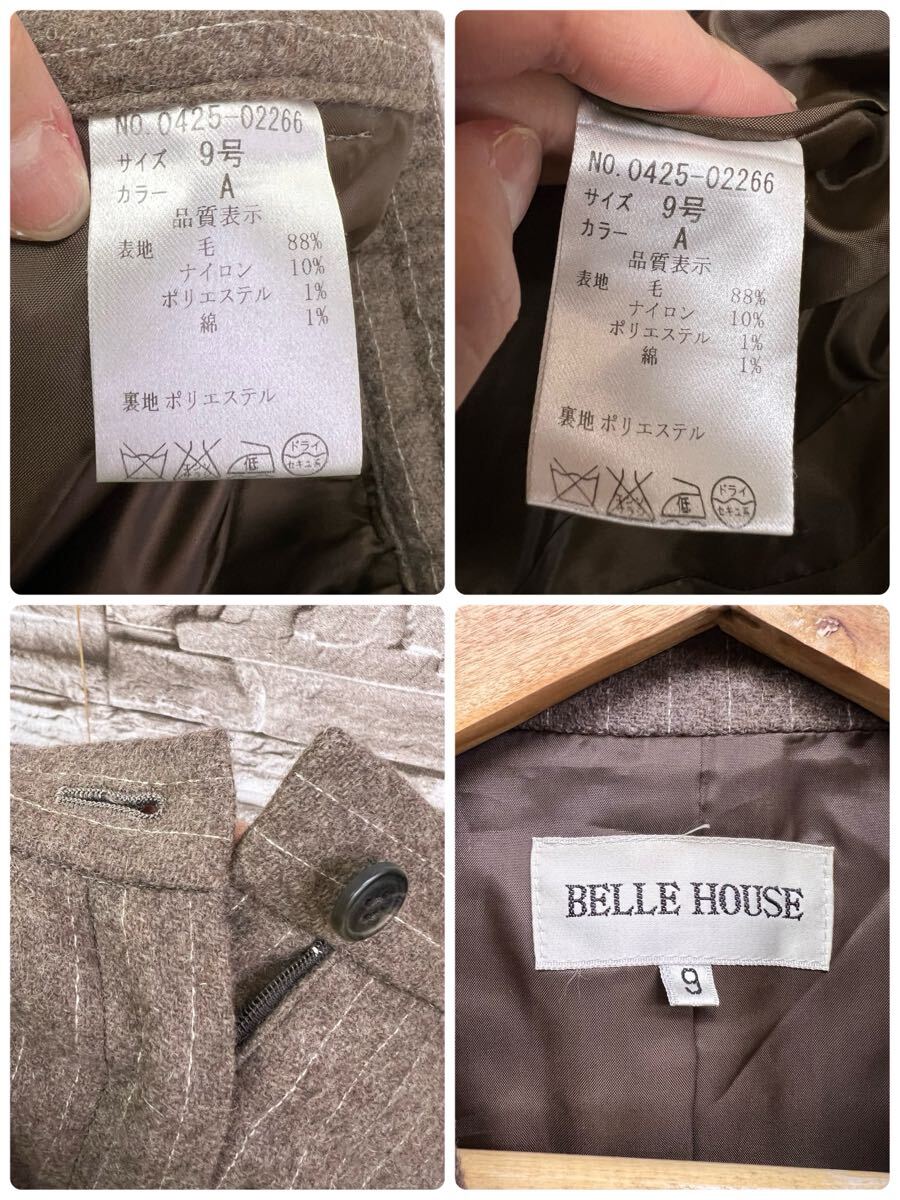 NO. 0425-02266
サイズ 9号
カラー A
品質表示
表地 毛 88%
ナイロン 10%
ポリエステル 1%
綿 1%
裏地 ポリエステル
低
ドライ
セキユ系
NO. 0425-02266
サイズ 9号
カラー A
品質表示
表地 毛 88%
ナイロン 10%
ポリエステル 1%
綿 1%
裏地 ポリエステル
低
ドライ
セキユ系
BELLE HOUSE
9